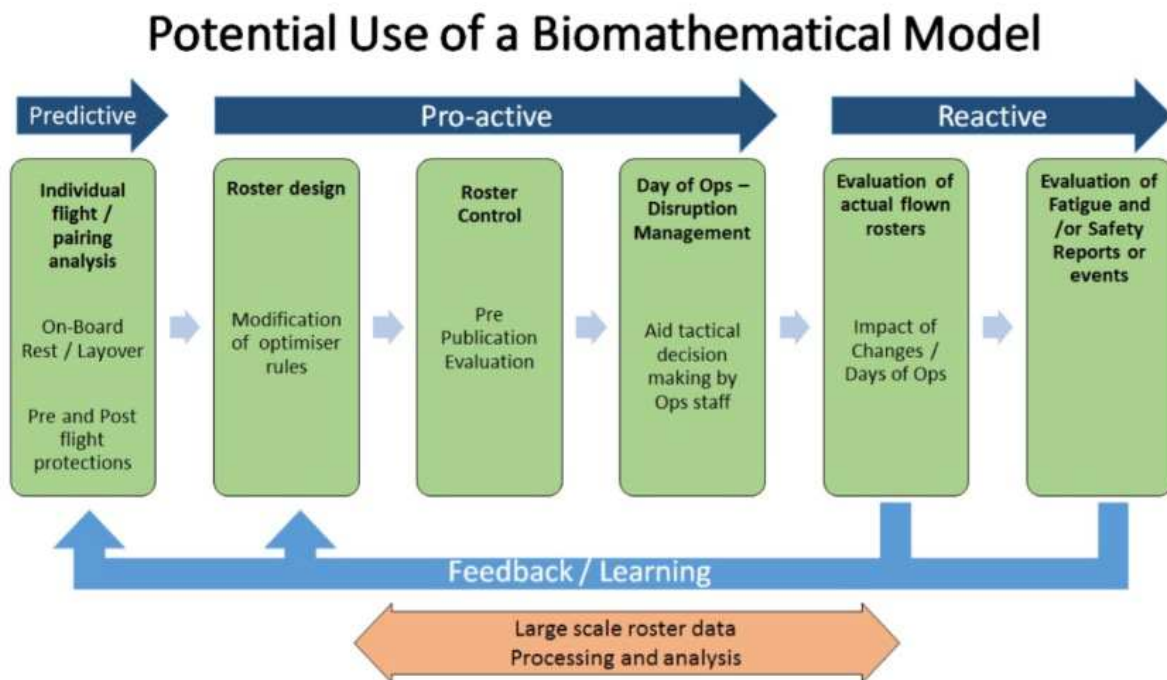 Potential Use of a Biomathematical Model
Predictive
Pro-active
Reactive
Individual
flight /
pairing
analysis
On-Board
Rest / Layover
Pre and Post
flight
protections
Roster design
Modification
of optimiser
rules
Roster
Control
Pre
Publication
Evaluation
Day of Ops –
Disruption
Management
Aid tactical
decision
making by
Ops staff
Evaluation of
actual flown
rosters
Impact of
Changes /
Days of Ops
Evaluation of
Fatigue and
/or Safety
Reports or
events
Feedback / Learning
Large scale roster data
Processing and analysis